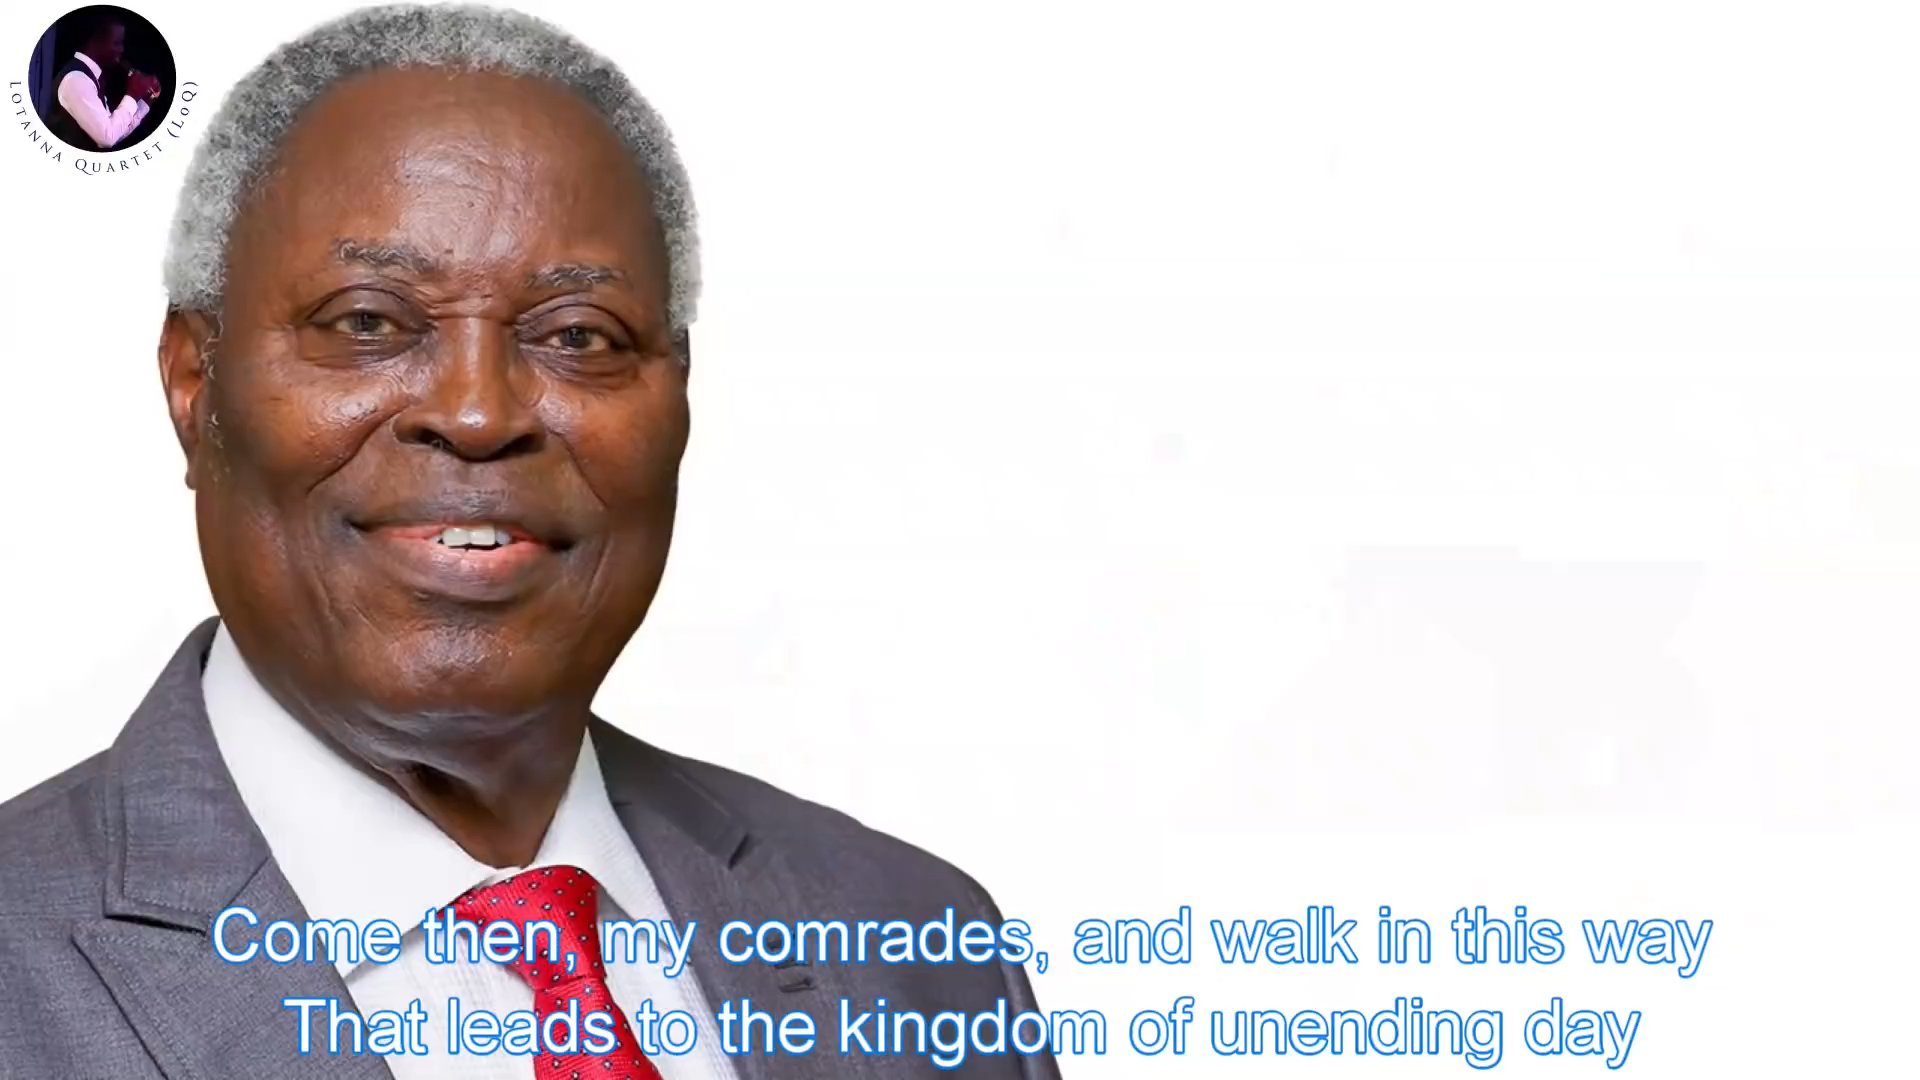 LOTANNA QUARTET (LOQ)
Come then, my comrades, and walk in this way
That leads to the kingdom of unending day